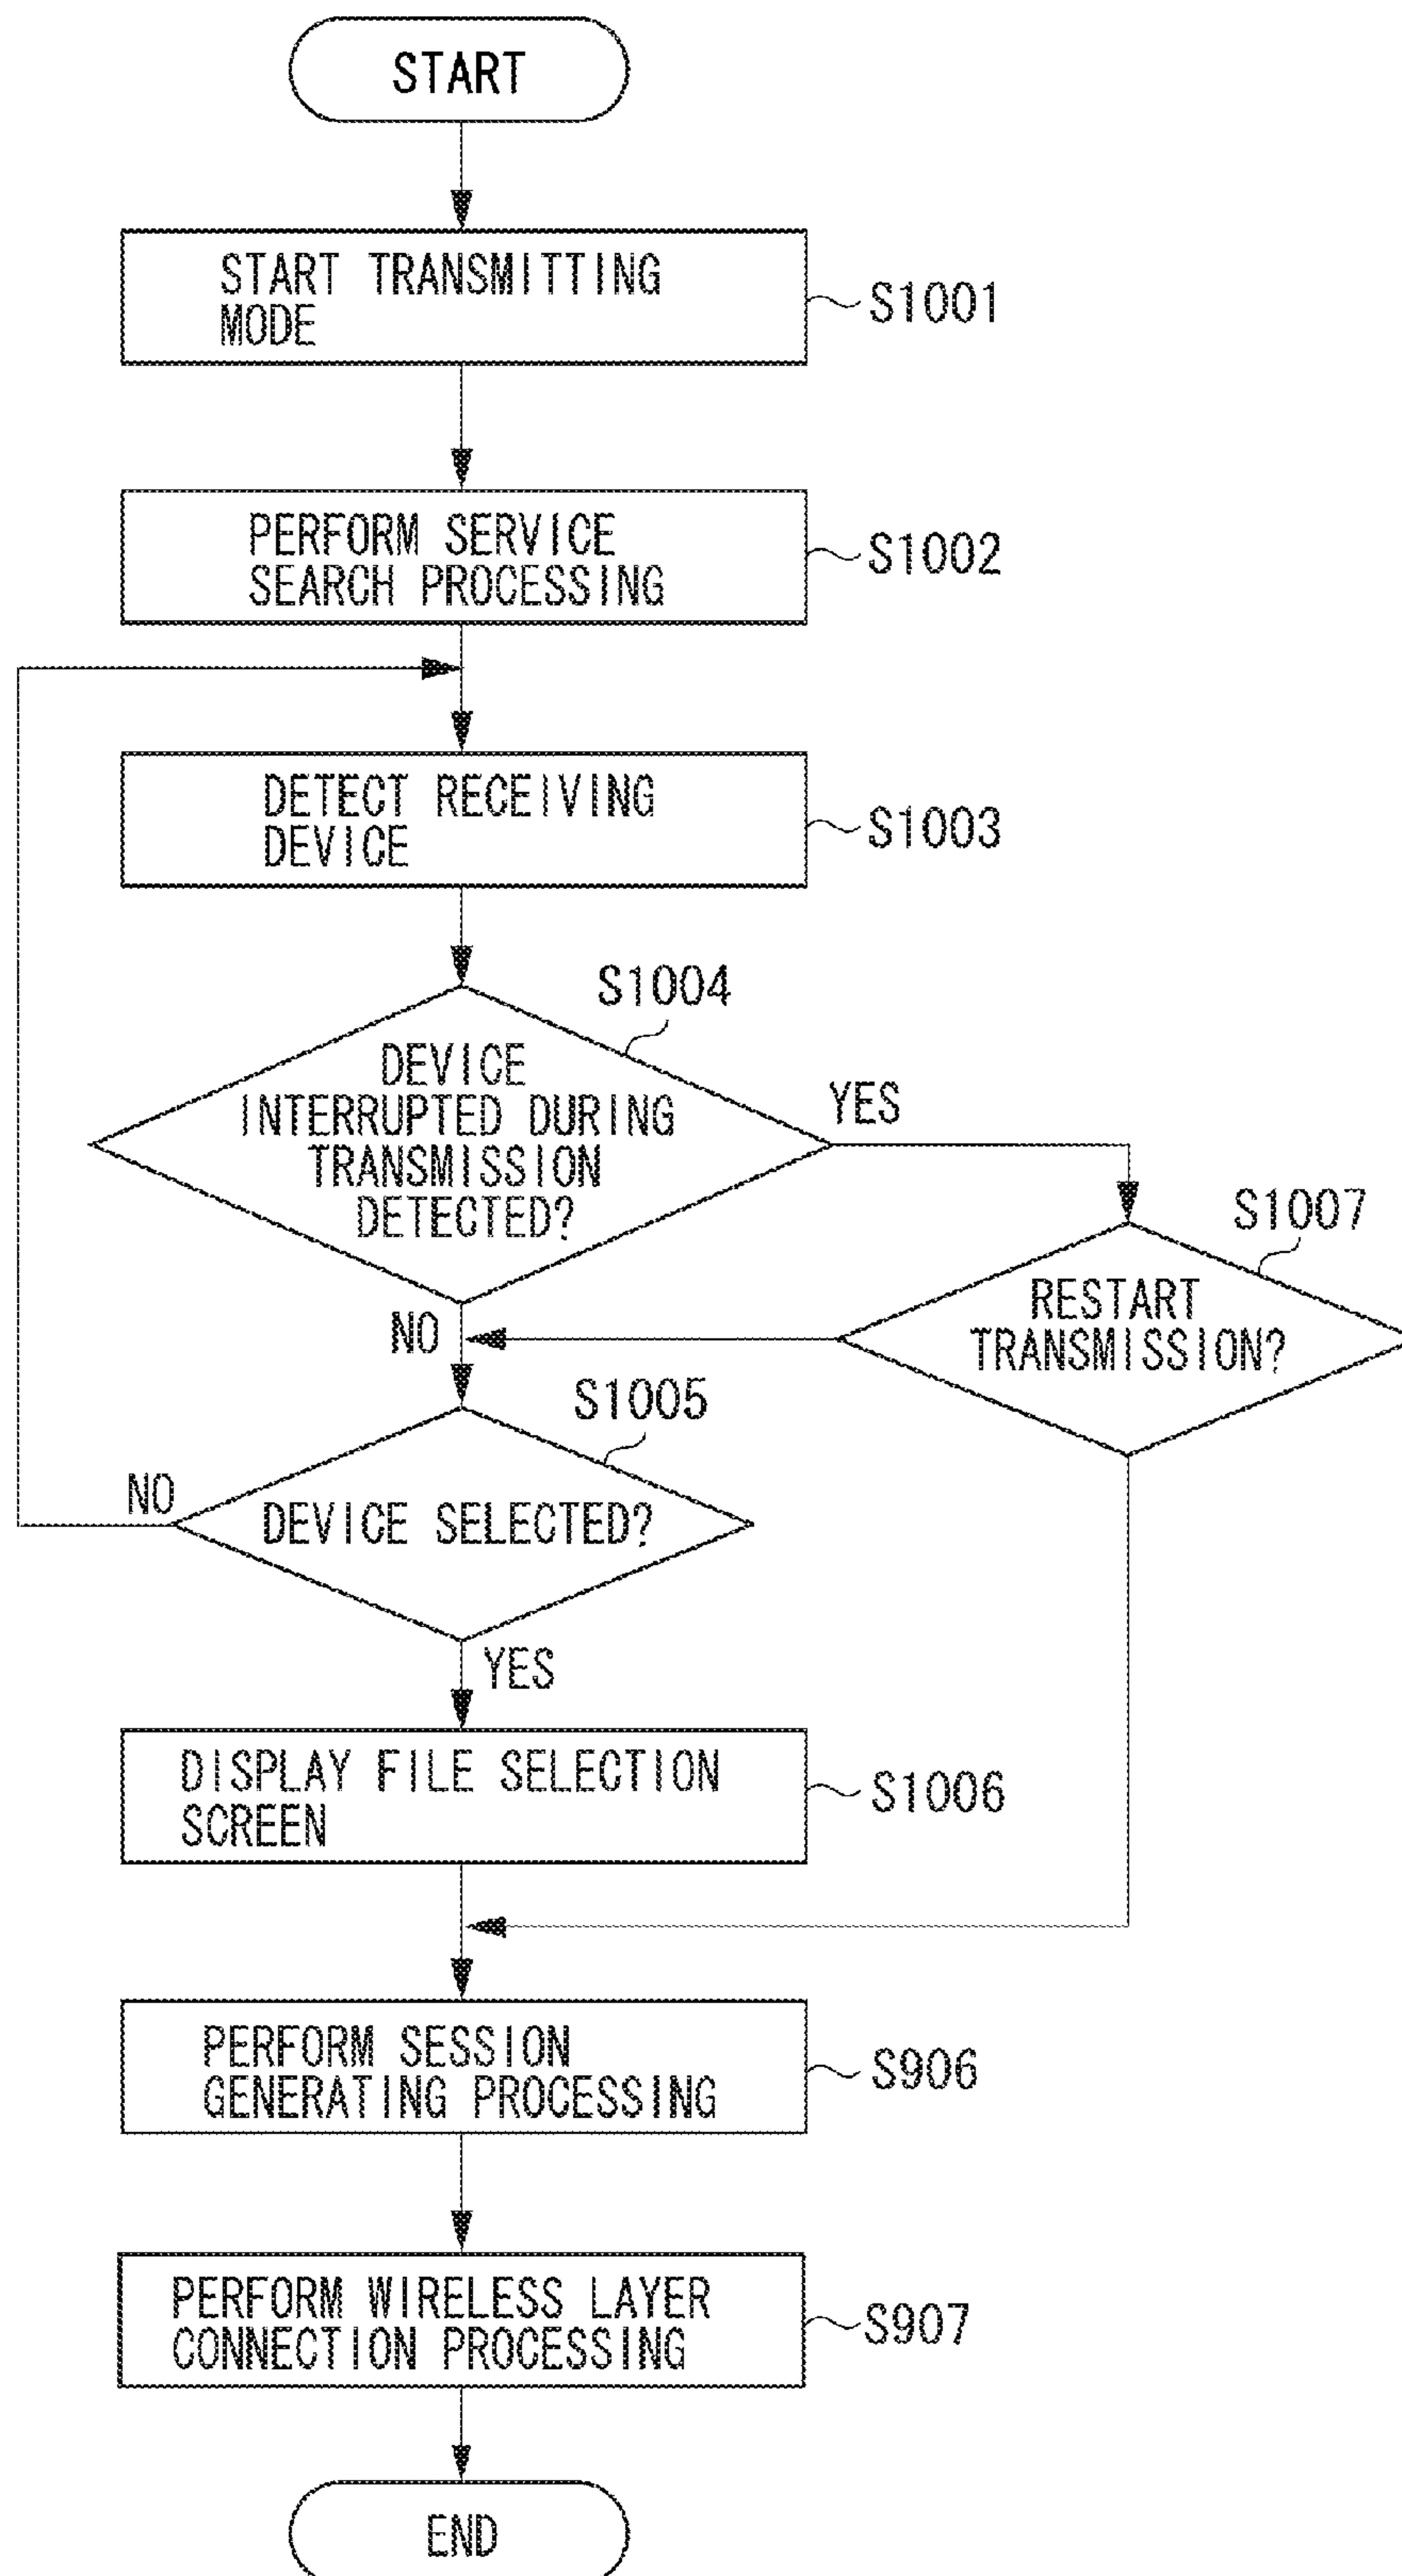 START
START TRANSMITTING
MODE
S1001
PERFORM SERVICE
SEARCH PROCESSING
S1002
DETECT RECEIVING
DEVICE
S1003
S1004
DEVICE
INTERRUPTED DURING
TRANSMISSION
DETECTED?
YES
NO
S1007
RESTART
TRANSMISSION?
S1005
DEVICE SELECTED?
NO
YES
DISPLAY FILE SELECTION
SCREEN
S1006
PERFORM SESSION
GENERATING PROCESSING
S906
PERFORM WIRELESS LAYER
CONNECTION PROCESSING
S907
END